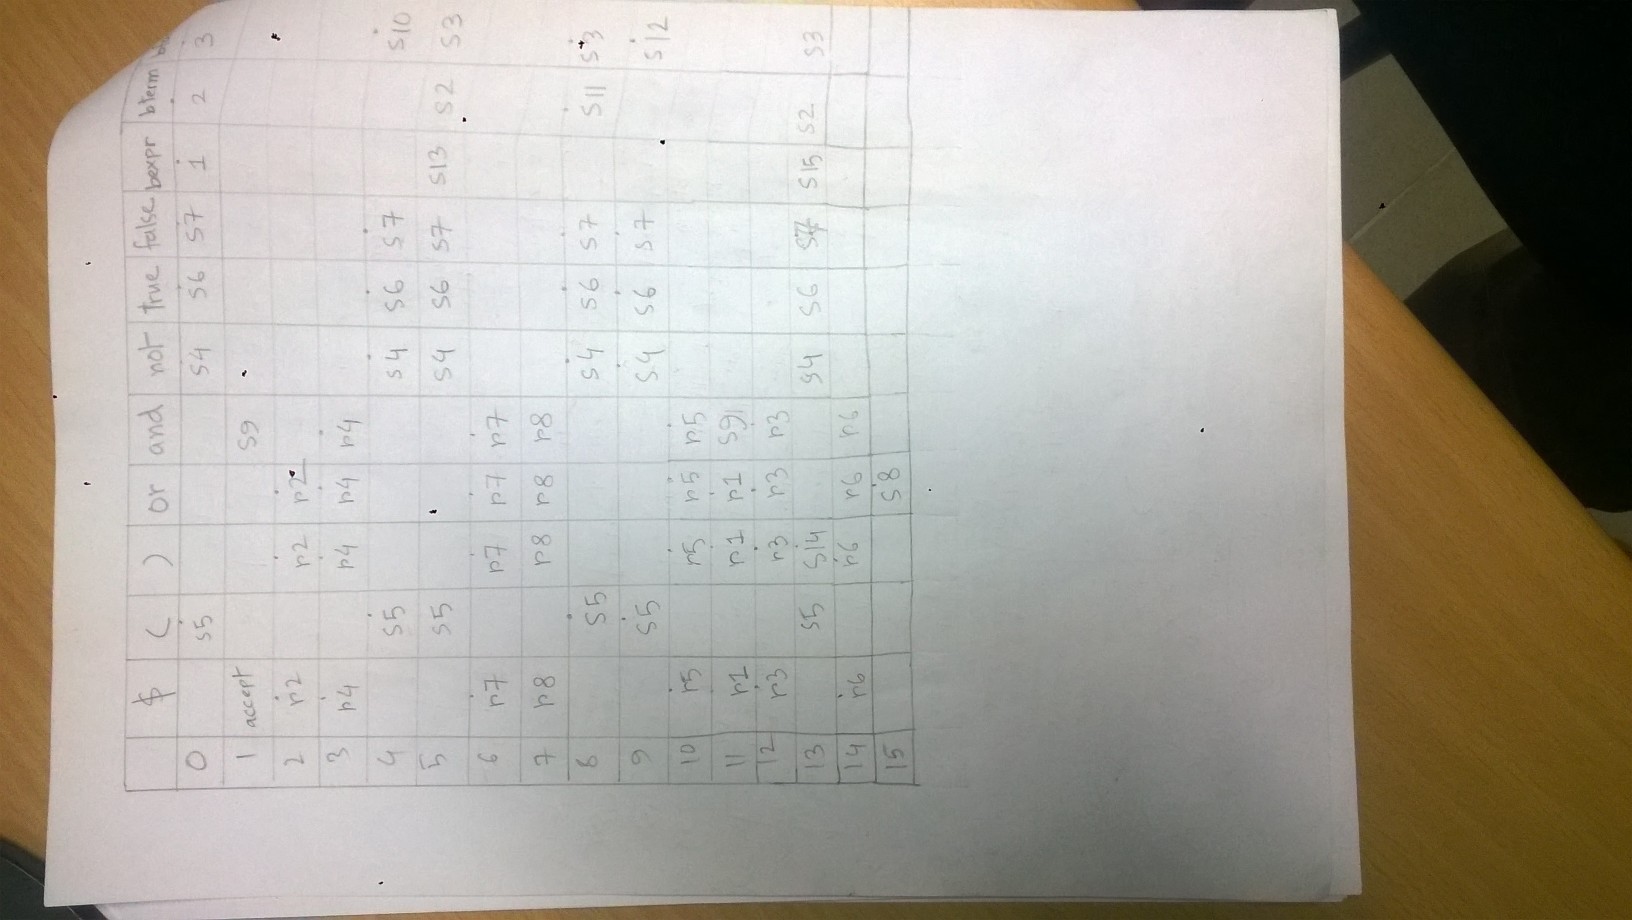 $ ( ) or and not true false bexpr bterm
0 s5 s4 s6 s7 1 2 3
1 accept s9
2 r2 r2 r2
3 r4 r4 r4 r4
4 s5 s4 s6 s7 s10
5 s5 s4 s6 s7 s13 s2 s3
6 r7 r7 r7 r7
7 r8 r8 r8 r8
8 s5 s4 s6 s7 s11 s3
9 s5 s4 s6 s7 s12
10 r5 r5 r5 r5
11 r1 r1 r1 s9
12 r3 r3 r3 r3
13 s5 s14 s4 s6 s7 s15 s2 s3
14 r6 r6 r6 r6
15 s8